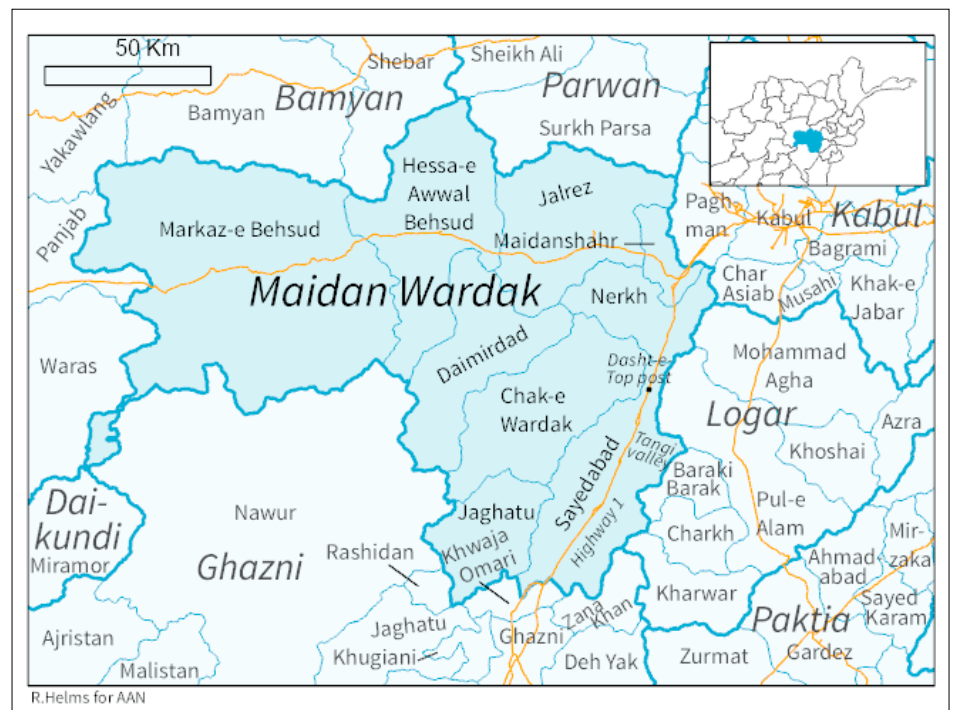 50 Km
Shebar
Sheikh Ali
Bamyan
Bamyan
Parwan
Yakawlang
Surkh Parsa
Hessa-e
Awwal
Behsud
Jalrez
Panjab
Markaz-e Behsud
Maidanshahr
Pagh
man
Kabul
Kabul
Bagrami
Char
Asiab
Musahi
Khak-e
Jabar
Maidan Wardak
Nerkh
Waras
Daimirdad
Dasht-e-
Top post
Mohammad
Agha
Chak-e
Wardak
Logar
Azra
Sayedabad
Tangi
valley
Khoshai
Baraki
Barak
Dai-
kundi
Miramor
Nawur
Jaghatu
Pul-e
Alam
Charkh
Highway 1
Mir-
zakal
Ghazni
Rashidan
Khwaja
Omari
Ahmad-
abad
Kharwar
Sayed
Karam
Ajristan
Jaghatu
Zana
Khan
Paktia
Malistan
Khugiani
Ghazni
Deh Yak
Zurmat
Gardez
R.Helms for AAN